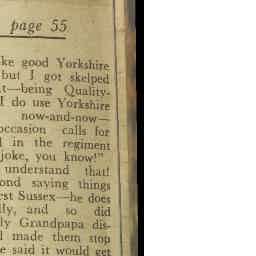 page 55
ke good Yorkshire
but I got skelped
t—being Quality-
I do use Yorkshire
now-and-now—
occasion calls for
l in the regiment
joke, you know!"
understand that!
ond saying things
est Sussex—he does
lly, and so did
ly Grandpapa dis-
l made them stop
e said it would get